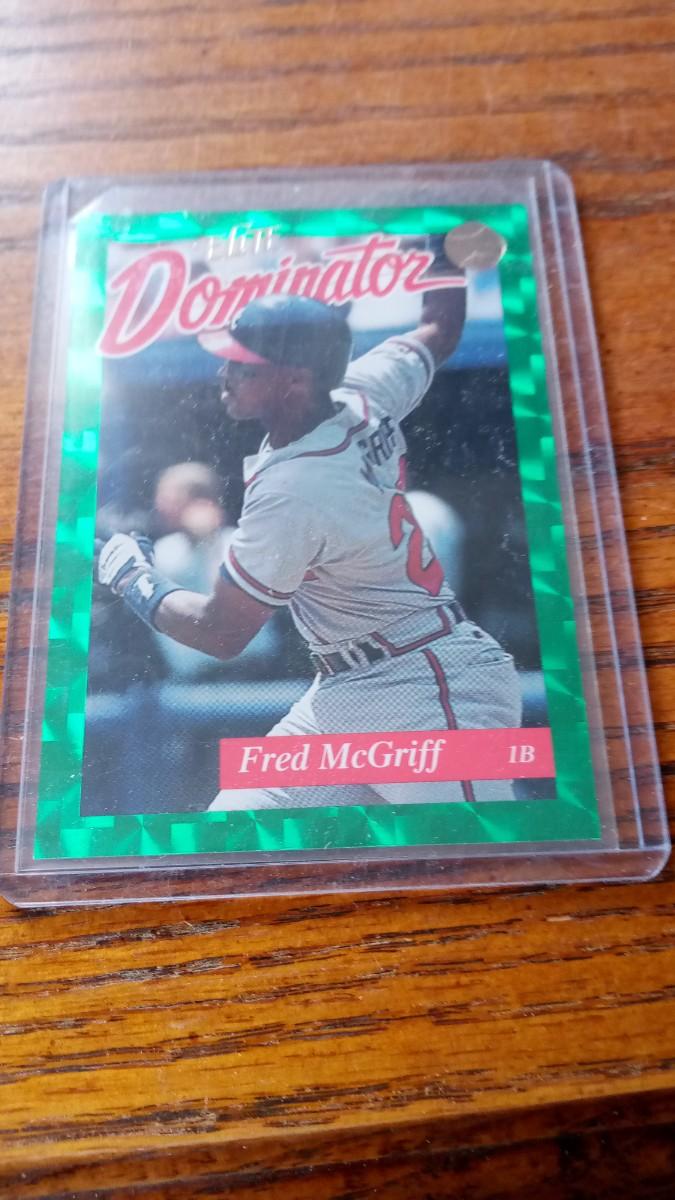 Elite
Dominator
Fred McGriff 1B